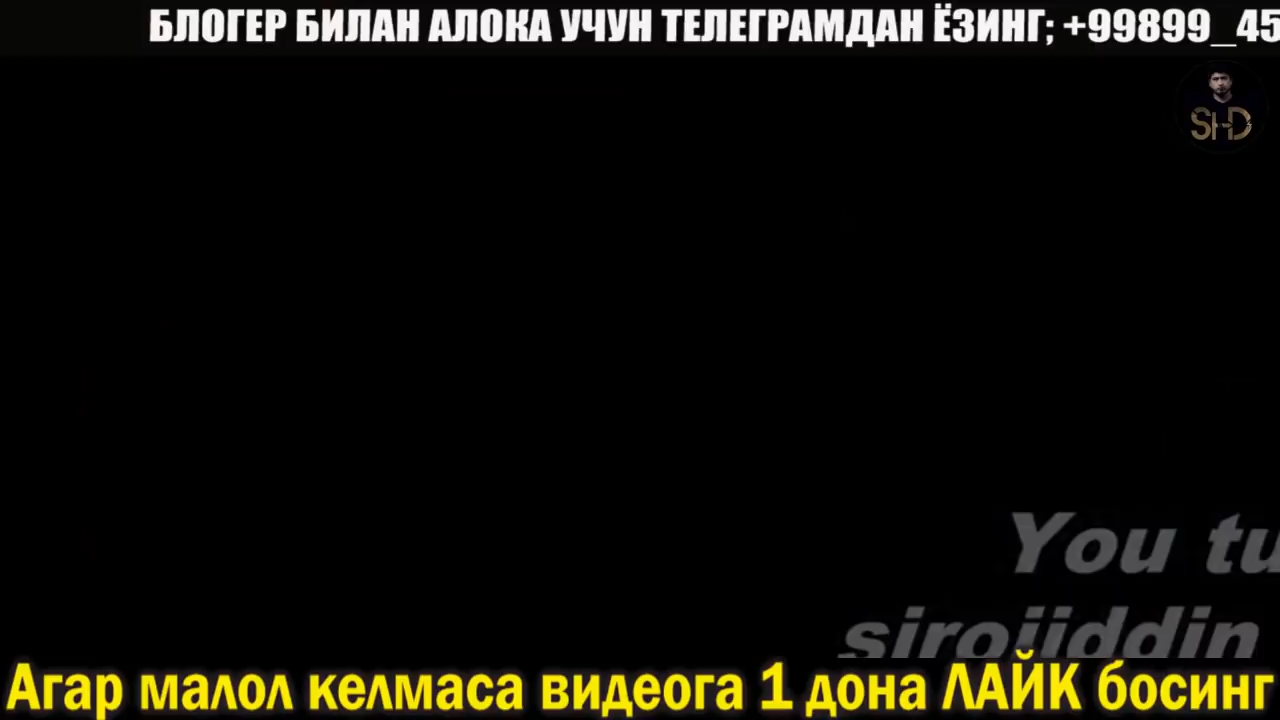 БЛОГЕР БИЛАН АЛОКА УЧУН ТЕЛЕГРАМДАН ЁЗИНГ; +99899_45
SHD
You tu
sirojiddin
Агар малол келмаса видеога 1 дона ЛАЙК босинг